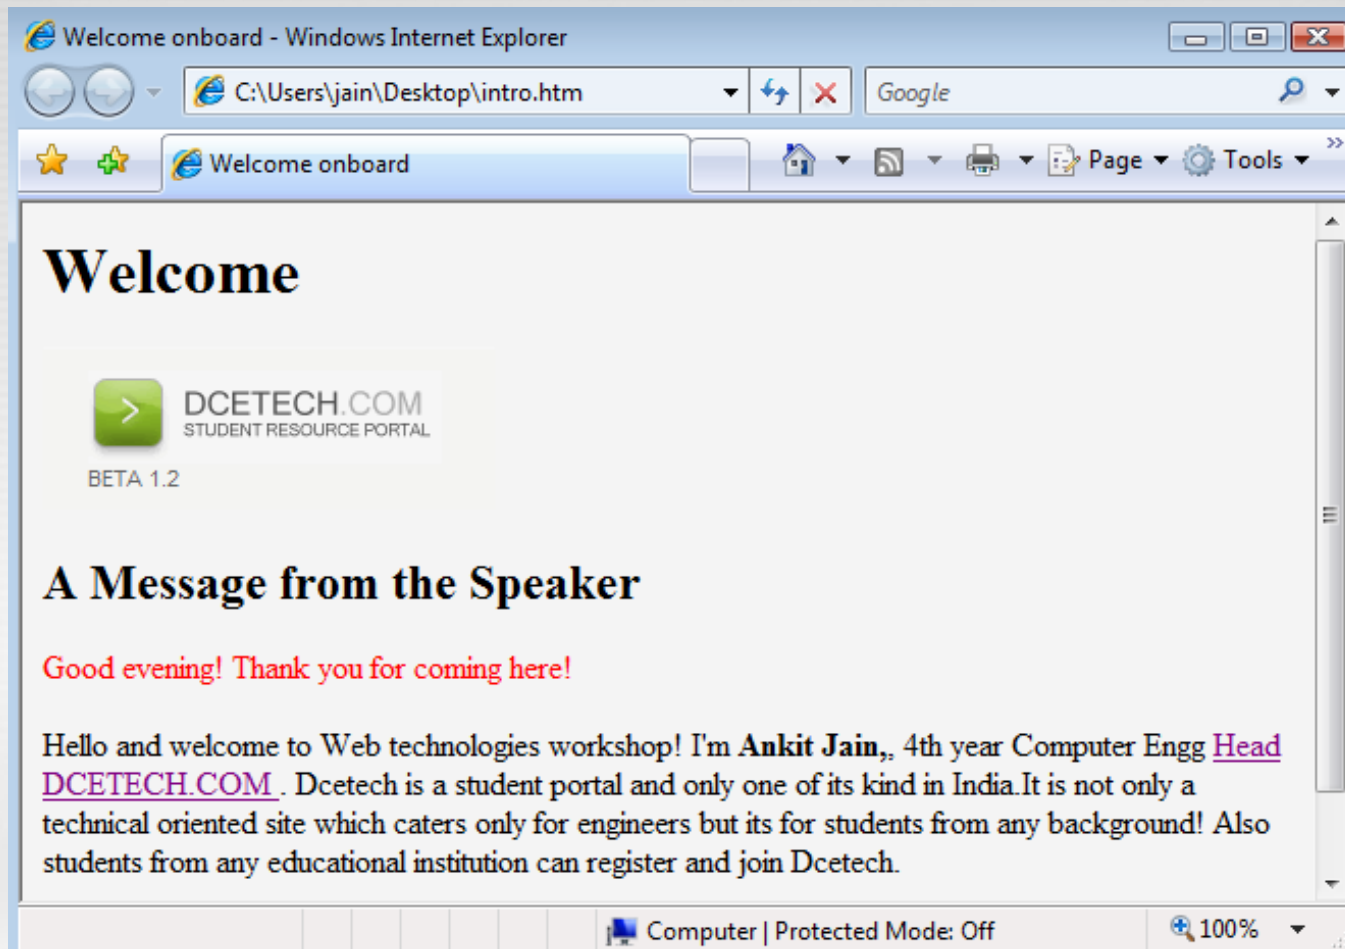 Welcome onboard - Windows Internet Explorer
C:\Users\jain\Desktop\intro.htm
Google
Welcome onboard
Page
Tools
Welcome
DCETECH.COM
STUDENT RESOURCE PORTAL
BETA 1.2
A Message from the Speaker
Good evening! Thank you for coming here!
Hello and welcome to Web technologies workshop! I'm Ankit Jain,, 4th year Computer Engg Head
DCETECH.COM . Dcetech is a student portal and only one of its kind in India.It is not only a
technical oriented site which caters only for engineers but its for students from any background! Also
students from any educational institution can register and join Dcetech.
Computer | Protected Mode: Off
100%